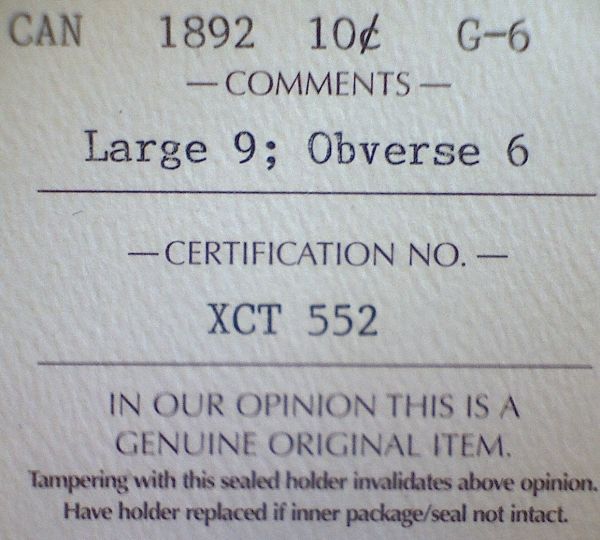 CAN 1892 10¢ G-6
—COMMENTS—
Large 9; Obverse 6
—CERTIFICATION NO.—
XCT 552
IN OUR OPINION THIS IS A
GENUINE ORIGINAL ITEM.
Tampering with this sealed holder invalidates above opinion.
Have holder replaced if inner package/seal not intact.